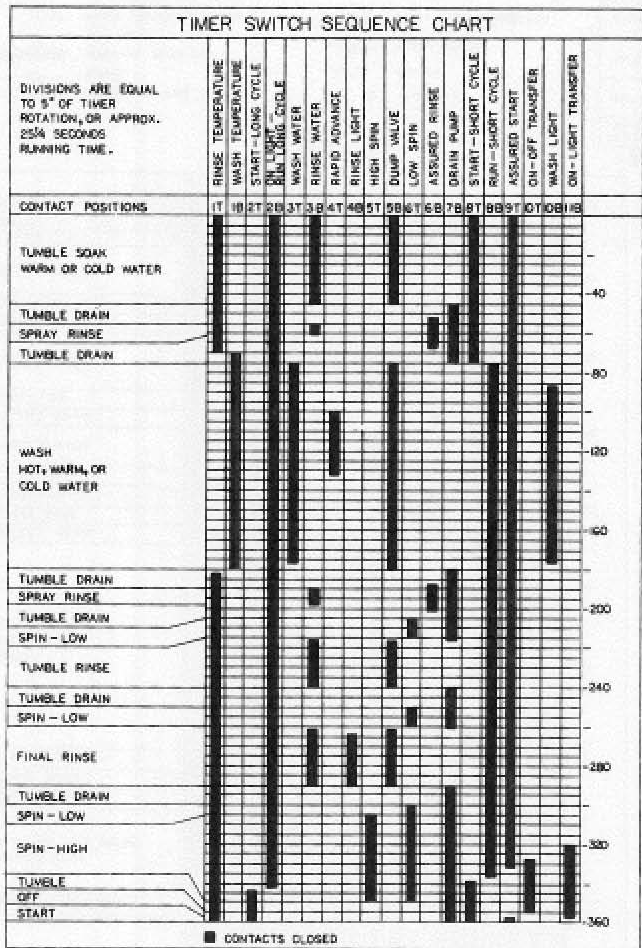 TIMER SWITCH SEQUENCE CHART
DIVISIONS ARE EQUAL
TO 5° OF TIMER
ROTATION, OR APPROX.
25¼ SECONDS
RUNNING TIME.
RINSE TEMPERATURE
WASH TEMPERATURE
START-LONG CYCLE
ON LIGHT-
RUN LONG CYCLE
WASH WATER
RINSE WATER
RAPID ADVANCE
RINSE LIGHT
HIGH SPIN
DUMP VALVE
LOW SPIN
ASSURED RINSE
DRAIN PUMP
START-SHORT CYCLE
RUN-SHORT CYCLE
ASSURED START
ON-OFF TRANSFER
WASH LIGHT
ON-LIGHT TRANSFER
CONTACT POSITIONS 1T 1B 2T 2B 3T 3B 4T 4B 5T 5B 6T 6B 7B 8T 8B 9T 10T 10B 11B
TUMBLE SOAK
WARM OR COLD WATER
-40
TUMBLE DRAIN
SPRAY RINSE
TUMBLE DRAIN
-80
WASH
HOT, WARM, OR
COLD WATER
-120
-160
TUMBLE DRAIN
SPRAY RINSE
-200
TUMBLE DRAIN
SPIN-LOW
TUMBLE RINSE
-240
TUMBLE DRAIN
SPIN-LOW
FINAL RINSE
-280
TUMBLE DRAIN
SPIN-LOW
SPIN-HIGH
-320
TUMBLE
OFF
START
-360
CONTACTS CLOSED